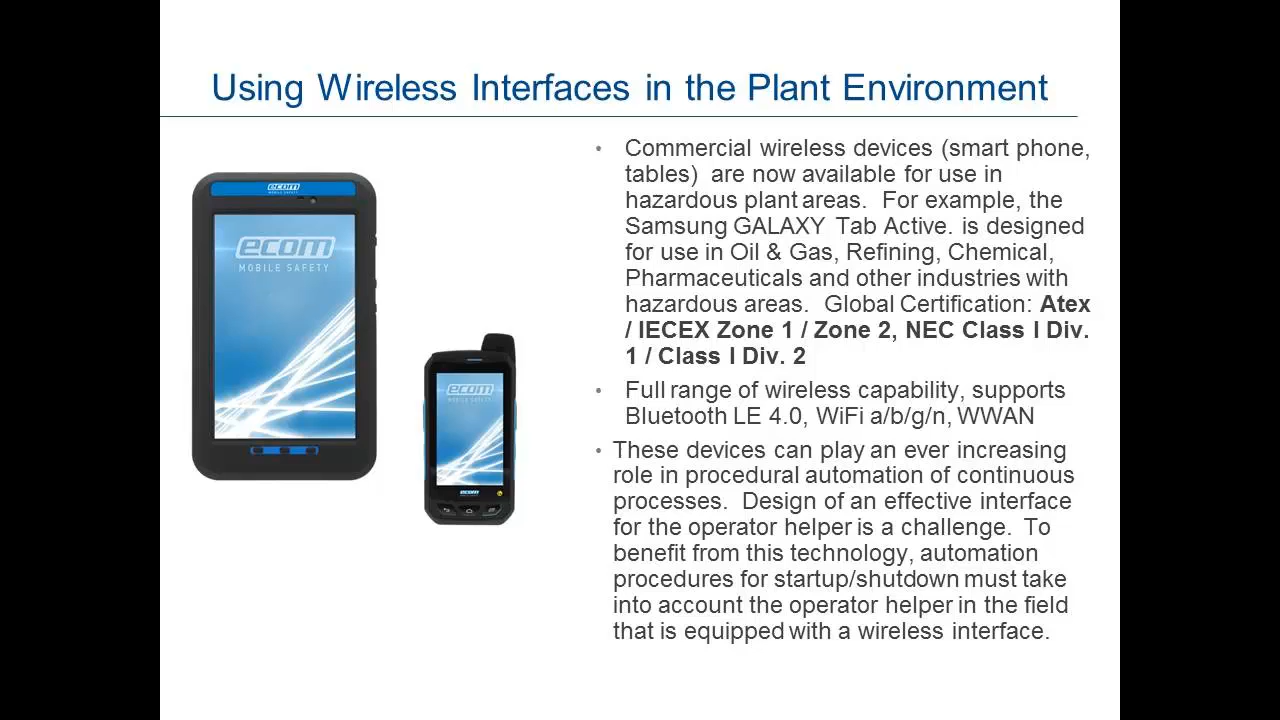 Using Wireless Interfaces in the Plant Environment
ecom
MOBILE SAFETY
ecom
MOBILE SAFETY
ecom
MOBILE SAFETY
ecom
• Commercial wireless devices (smart phone,
tables) are now available for use in
hazardous plant areas. For example, the
Samsung GALAXY Tab Active. is designed
for use in Oil & Gas, Refining, Chemical,
Pharmaceuticals and other industries with
hazardous areas. Global Certification: Atex
/ IECEX Zone 1 / Zone 2, NEC Class I Div.
1 / Class I Div. 2
• Full range of wireless capability, supports
Bluetooth LE 4.0, WiFi a/b/g/n, WWAN
• These devices can play an ever increasing
role in procedural automation of continuous
processes. Design of an effective interface
for the operator helper is a challenge. To
benefit from this technology, automation
procedures for startup/shutdown must take
into account the operator helper in the field
that is equipped with a wireless interface.